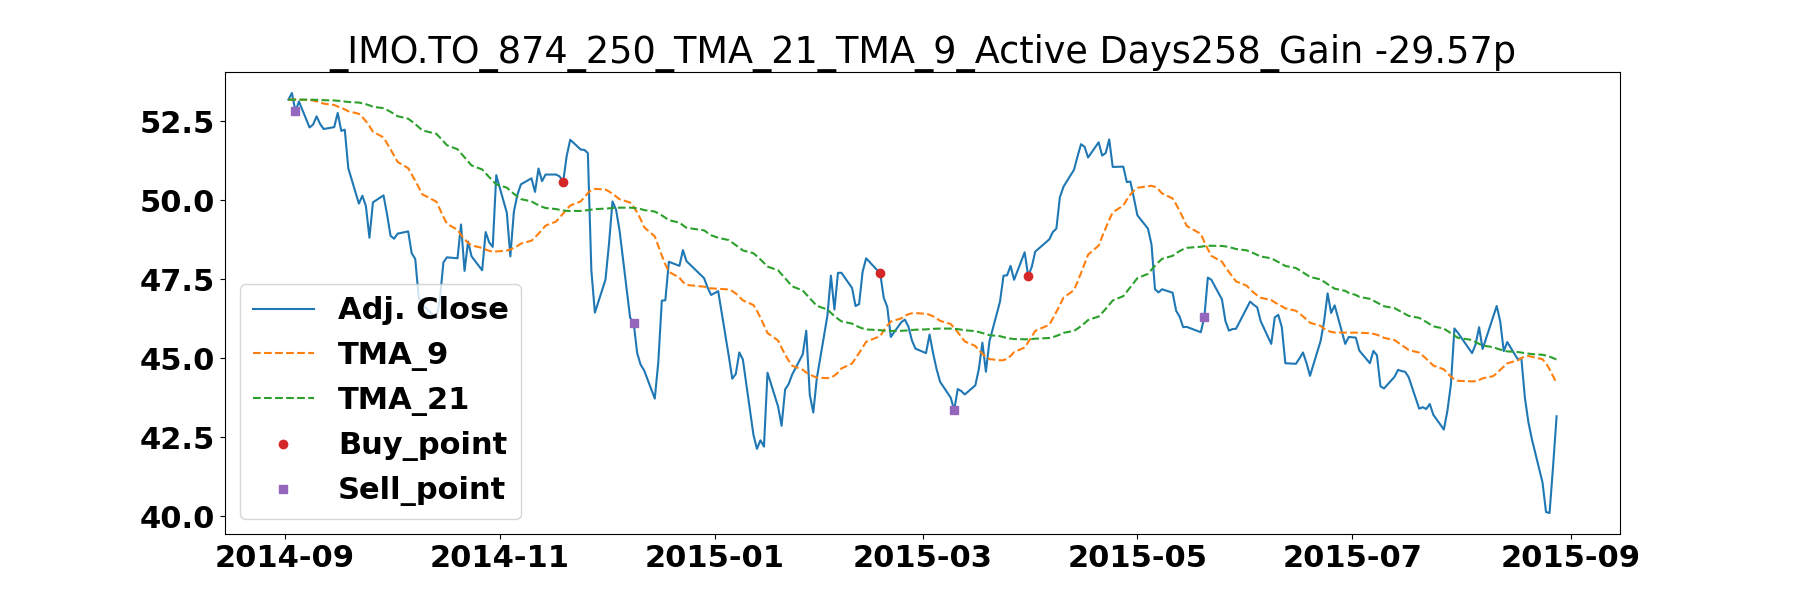 _IMO.TO_874_250_TMA_21_TMA_9_Active Days258_Gain -29.57p
52.5
50.0
47.5
45.0
42.5
40.0
Adj. Close
TMA_9
TMA_21
Buy_point
Sell_point
2014-09 2014-11 2015-01 2015-03 2015-05 2015-07 2015-09